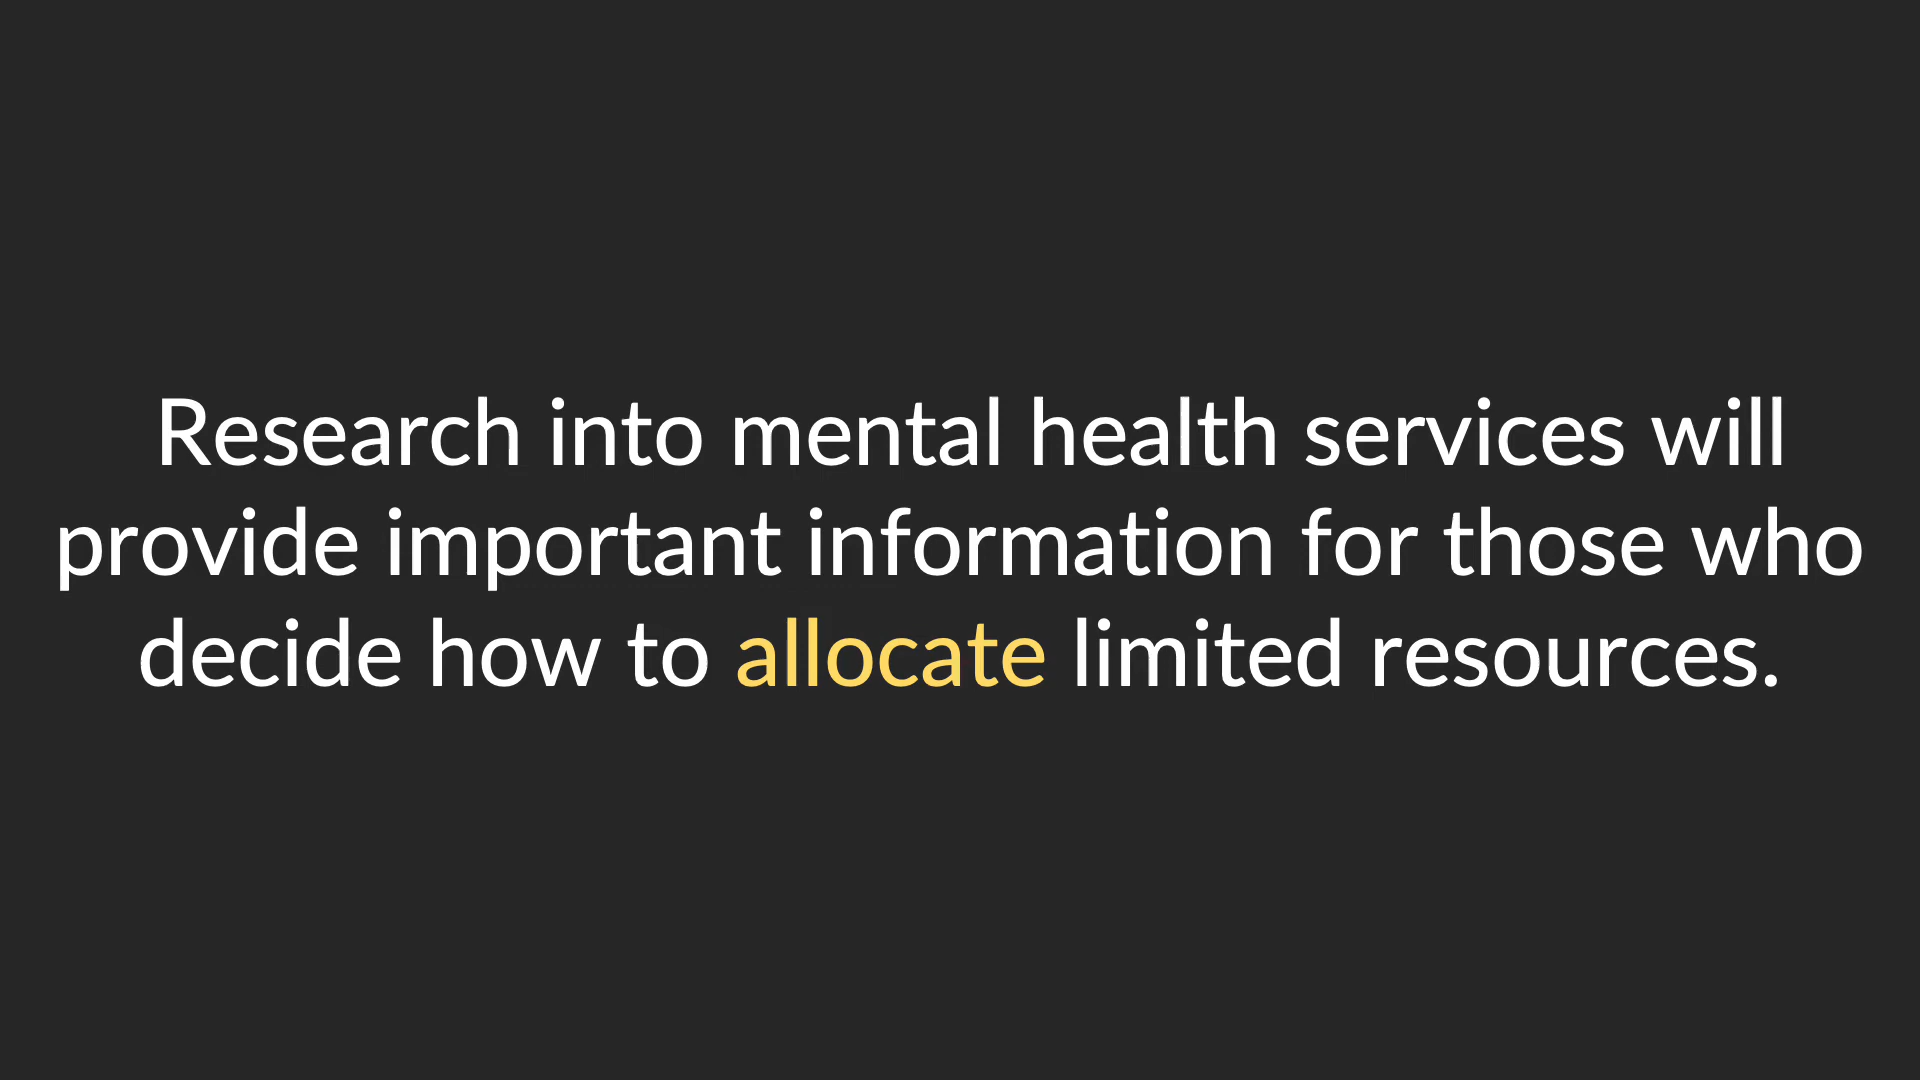 Research into mental health services will
provide important information for those who
decide how to allocate limited resources.